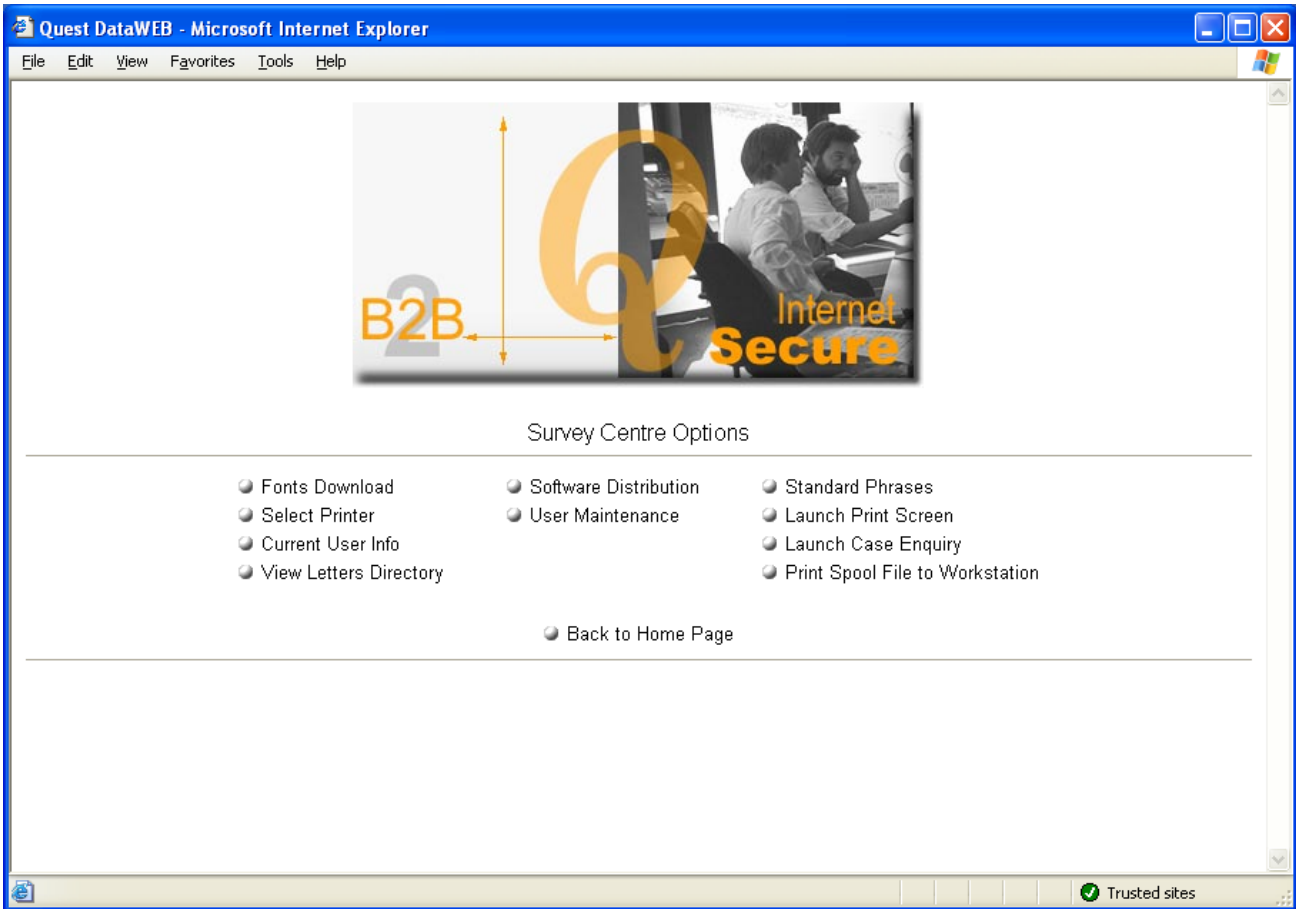 Quest DataWEB - Microsoft Internet Explorer
File Edit View Favorites Tools Help
B2B
2
Q
Internet
Secure
Survey Centre Options
Fonts Download Software Distribution Standard Phrases
Select Printer User Maintenance Launch Print Screen
Current User Info Launch Case Enquiry
View Letters Directory Print Spool File to Workstation
Back to Home Page
Trusted sites